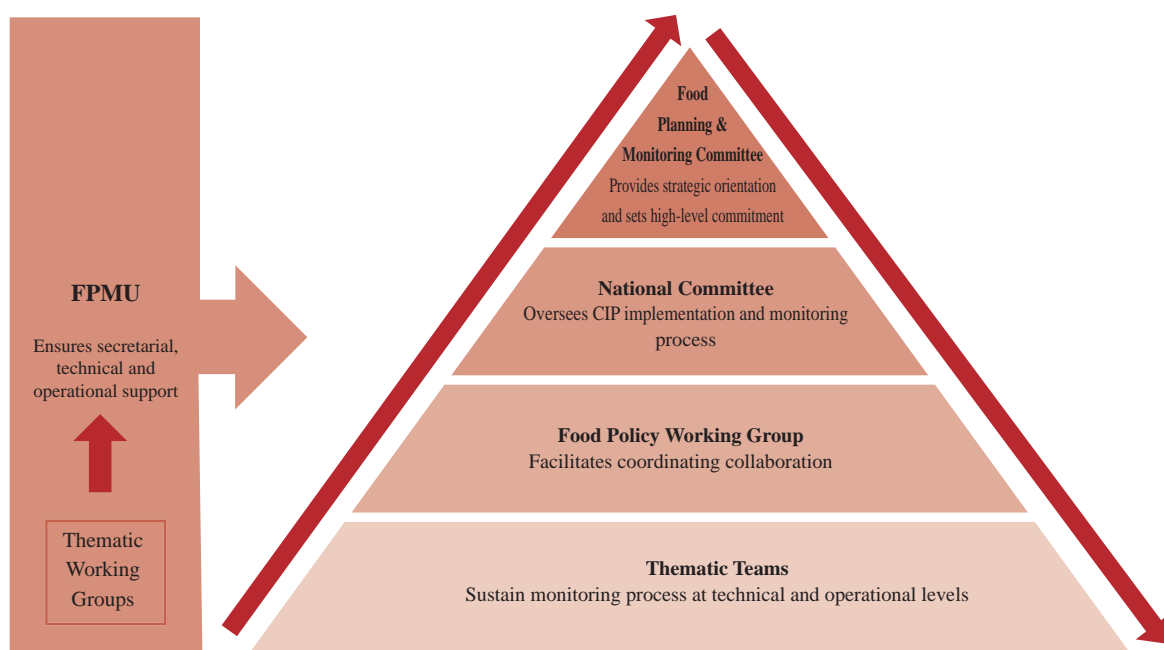 FPMU
Ensures secretarial,
technical and
operational support
Thematic
Working
Groups
Food
Planning &
Monitoring Committee
Provides strategic orientation
and sets high-level commitment
National Committee
Oversees CIP implementation and monitoring
process
Food Policy Working Group
Facilitates coordinating collaboration
Thematic Teams
Sustain monitoring process at technical and operational levels